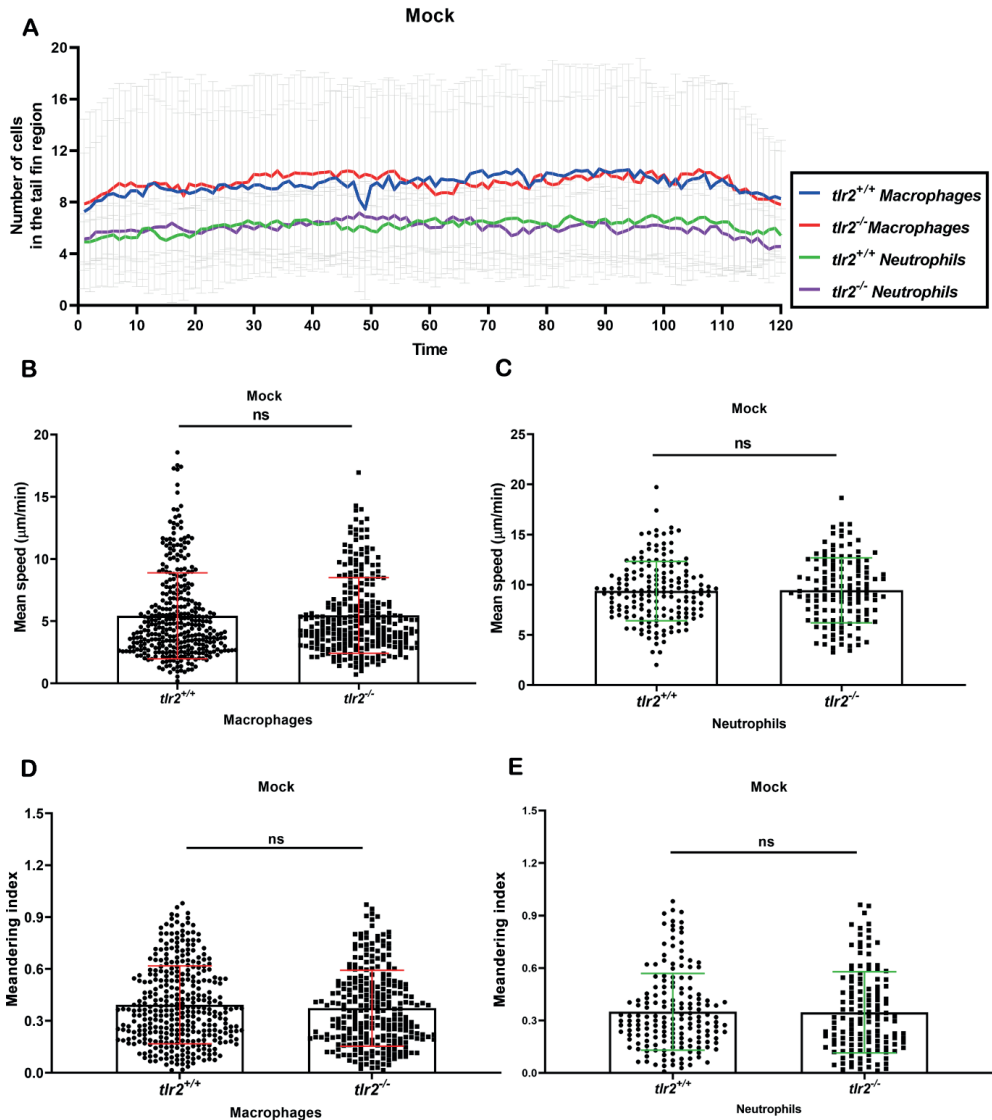 Mock
A
Number of cells
in the tail fin region
20
16
12
8
4
0
0 10 20 30 40 50 60 70 80 90 100 110 120
Time
tlr2+/+ Macrophages
tlr2-/- Macrophages
tlr2+/+ Neutrophils
tlr2-/- Neutrophils
B
Mock
ns
Mean speed (µm/min)
20
15
10
5
0
tlr2+/+ tlr2-/-
Macrophages
C
Mock
ns
Mean speed (µm/min)
25
20
15
10
5
0
tlr2+/+ tlr2-/-
Neutrophils
D
Mock
ns
Meandering index
1.5
1.2
0.9
0.6
0.3
0.0
tlr2+/+ tlr2-/-
Macrophages
E
Mock
ns
Meandering index
1.5
1.2
0.9
0.6
0.3
0.0
tlr2+/+ tlr2-/-
Neutrophils